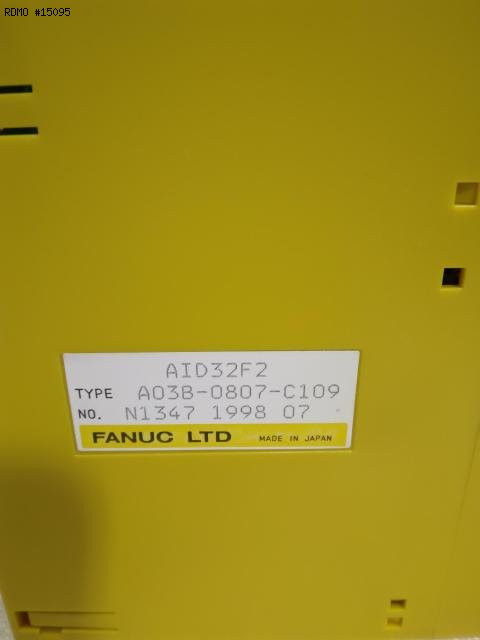 RDMO #15095
AID32F2
TYPE A03B-0807-C109
NO. N1347 1998 07
FANUC LTD MADE IN JAPAN